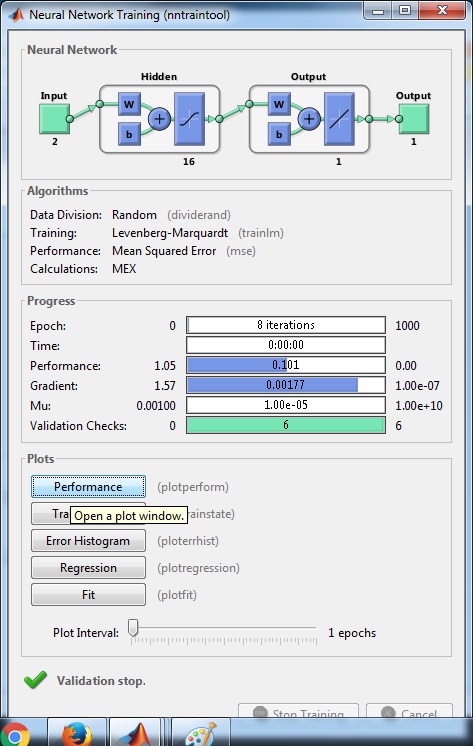 Neural Network Training (nntraintool)
Neural Network
Hidden
Output
Input
W
b
+
W
b
+
Output
2
16
1
1
Algorithms
Data Division: Random (dividerand)
Training: Levenberg-Marquardt (trainlm)
Performance: Mean Squared Error (mse)
Calculations: MEX
Progress
Epoch: 0 8 iterations 1000
Time: 0:00:00
Performance: 1.05 0.101 0.00
Gradient: 1.57 0.00177 1.00e-07
Mu: 0.00100 1.00e-05 1.00e+10
Validation Checks: 0 6 6
Plots
Performance (plotperform)
Tra rainstate)
Open a plot window.
Error Histogram (ploterrhist)
Regression (plotregression)
Fit (plotfit)
Plot Interval: 1 epochs
Validation stop.
Stop Training
Cancel